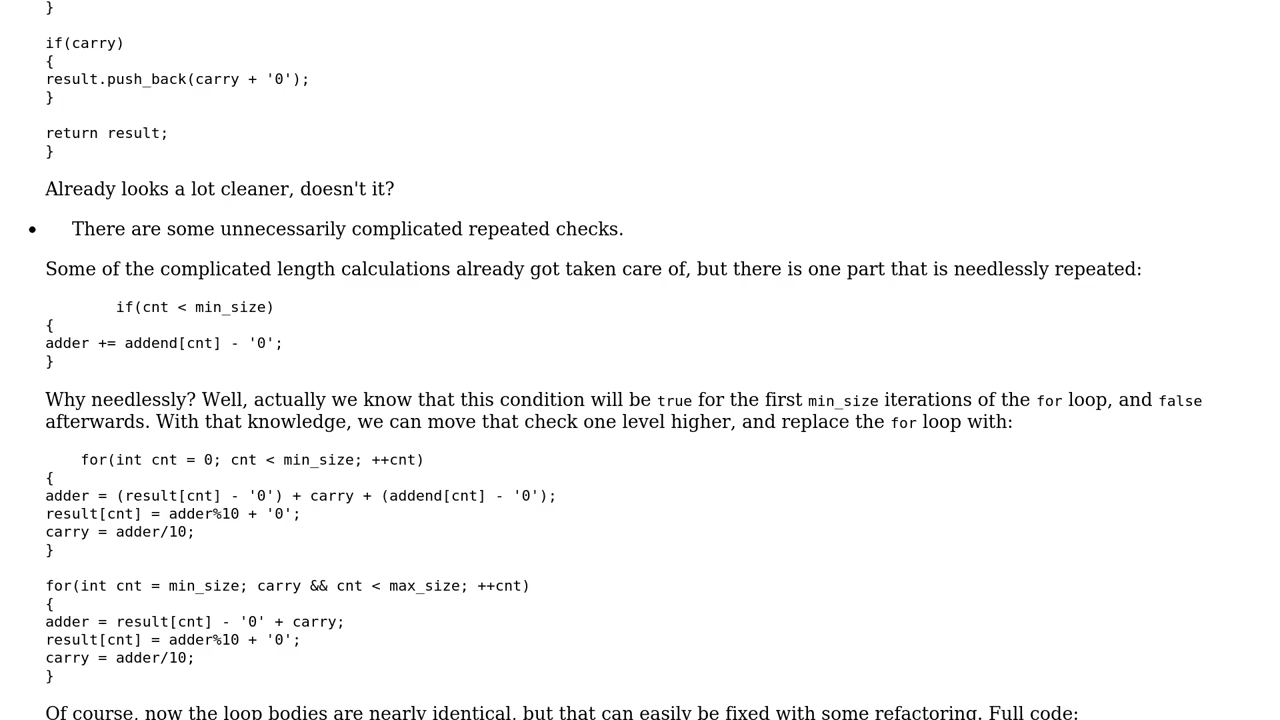 }
if(carry)
{
result.push_back(carry + '0');
}
return result;
}
Already looks a lot cleaner, doesn't it?
• There are some unnecessarily complicated repeated checks.
Some of the complicated length calculations already got taken care of, but there is one part that is needlessly repeated:
if(cnt < min_size)
{
adder += addend[cnt] - '0';
}
Why needlessly? Well, actually we know that this condition will be true for the first min_size iterations of the for loop, and false
afterwards. With that knowledge, we can move that check one level higher, and replace the for loop with:
for(int cnt = 0; cnt < min_size; ++cnt)
{
adder = (result[cnt] - '0') + carry + (addend[cnt] - '0');
result[cnt] = adder%10 + '0';
carry = adder/10;
}
for(int cnt = min_size; carry && cnt < max_size; ++cnt)
{
adder = result[cnt] - '0' + carry;
result[cnt] = adder%10 + '0';
carry = adder/10;
}
Of course, now the loop bodies are nearly identical, but that can easily be fixed with some refactoring. Full code: